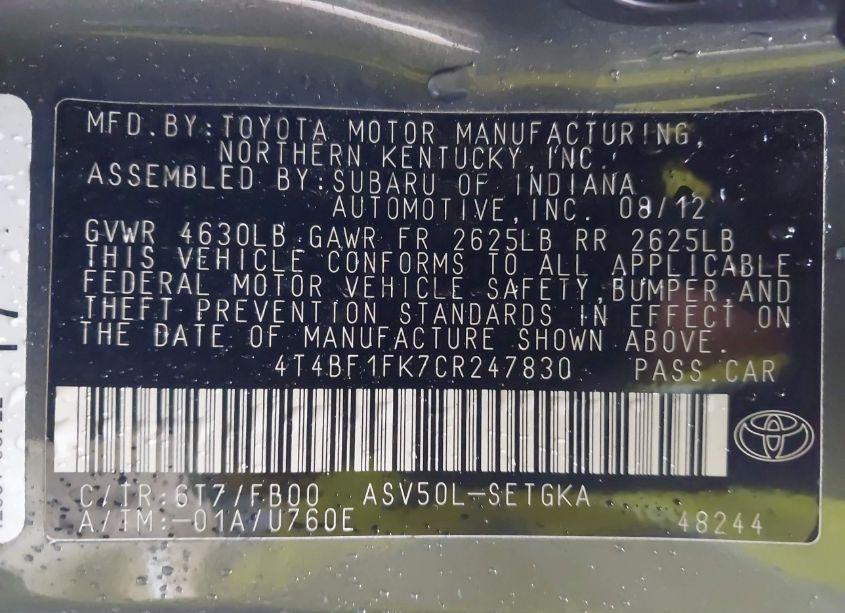 MFD.BY:TOYOTA MOTOR MANUFACTURING,
NORTHERN KENTUCKY,INC.
ASSEMBLED BY:SUBARU OF INDIANA
AUTOMOTIVE,INC. 08/12
GVWR 4630LB GAWR FR 2625LB RR 2625LB
THIS VEHICLE CONFORMS TO ALL APPLICABLE
FEDERAL MOTOR VEHICLE SAFETY,BUMPER,AND
THEFT PREVENTION STANDARDS IN EFFECT ON
THE DATE OF MANUFACTURE SHOWN ABOVE.
4T4BF1FK7CR247830 PASS.CAR
C/TR:6T7/FB00 ASV50L-SETGKA
A/TM:-01A/U760E 48244